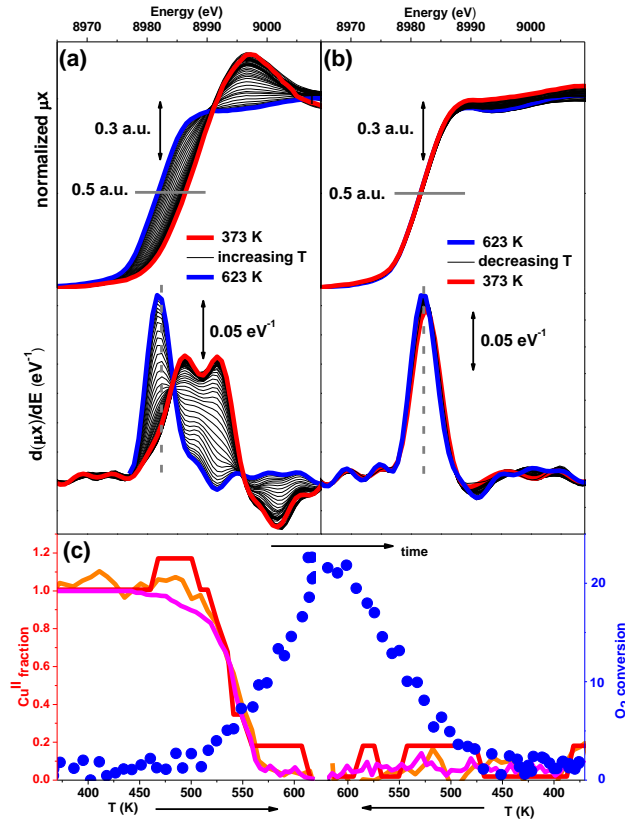 Energy (eV) Energy (eV)
8970 8980 8990 9000 8970 8980 8990 9000
(a) (b)
normalized μx
0.3 a.u. 0.3 a.u.
0.5 a.u. 0.5 a.u.
373 K
increasing T
623 K
623 K
decreasing T
373 K
0.05 eV⁻¹ 0.05 eV⁻¹
d(μx)/dE (eV⁻¹)
(c)
time
Cu^II fraction
1.2
1.0
0.8
0.6
0.4
0.2
0.0
O₂ conversion
20
10
0
400 450 500 550 600 600 550 500 450 400
T (K) T (K)